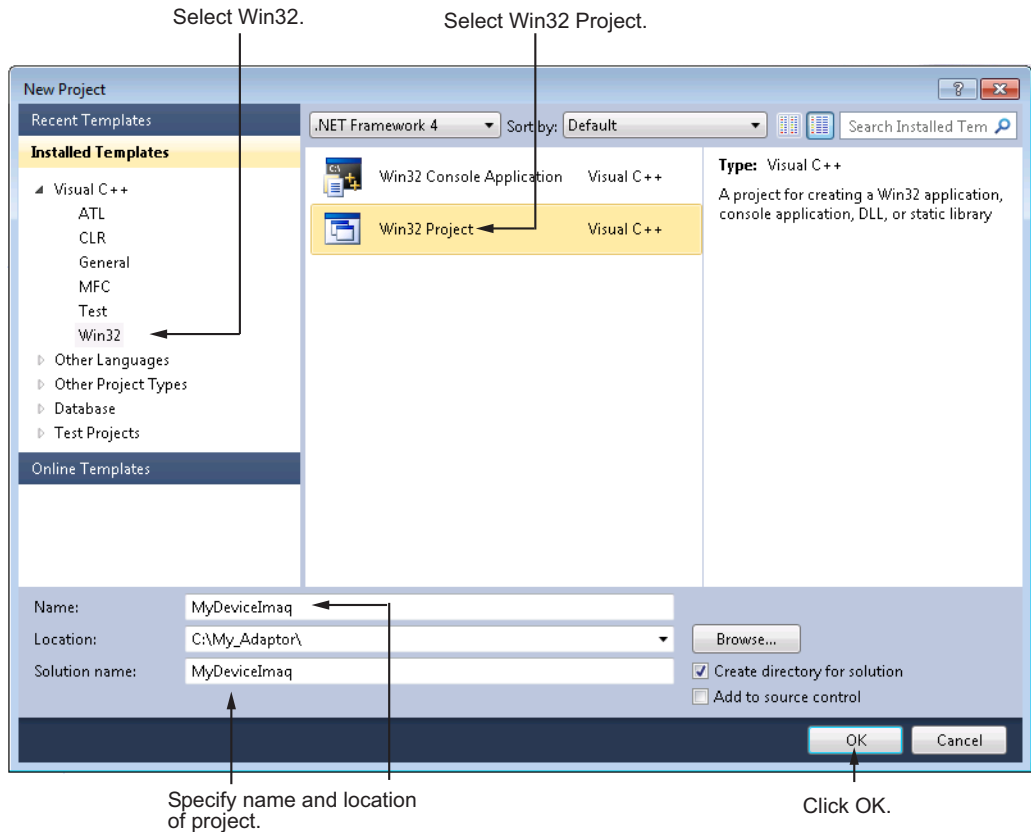 Select Win32.
Select Win32 Project.
New Project
Recent Templates
.NET Framework 4
Sort by:
Default
Search Installed Tem
Installed Templates
Visual C++
ATL
CLR
General
MFC
Test
Win32
Other Languages
Other Project Types
Database
Test Projects
Online Templates
C:\
Win32 Console Application
Visual C++
Win32 Project
Visual C++
Type: Visual C++
A project for creating a Win32 application,
console application, DLL, or static library
Name:
MyDeviceImaq
Location:
C:\My_Adaptor\
Browse...
Solution name:
MyDeviceImaq
Create directory for solution
Add to source control
OK
Cancel
Specify name and location
of project.
Click OK.